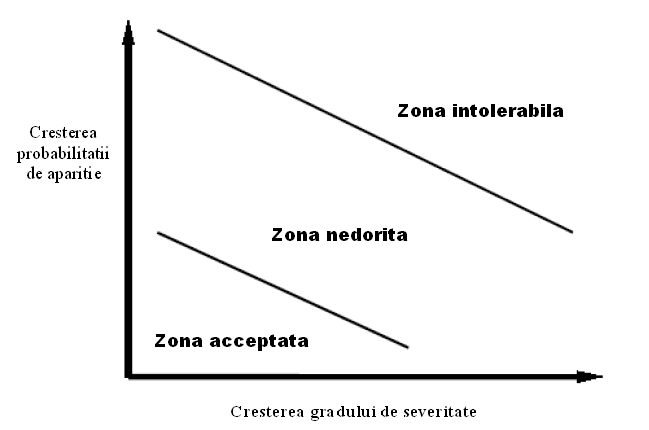 Zona intolerabila
Cresterea
probabilitatii
de aparitie
Zona nedorita
Zona acceptata
Cresterea gradului de severitate